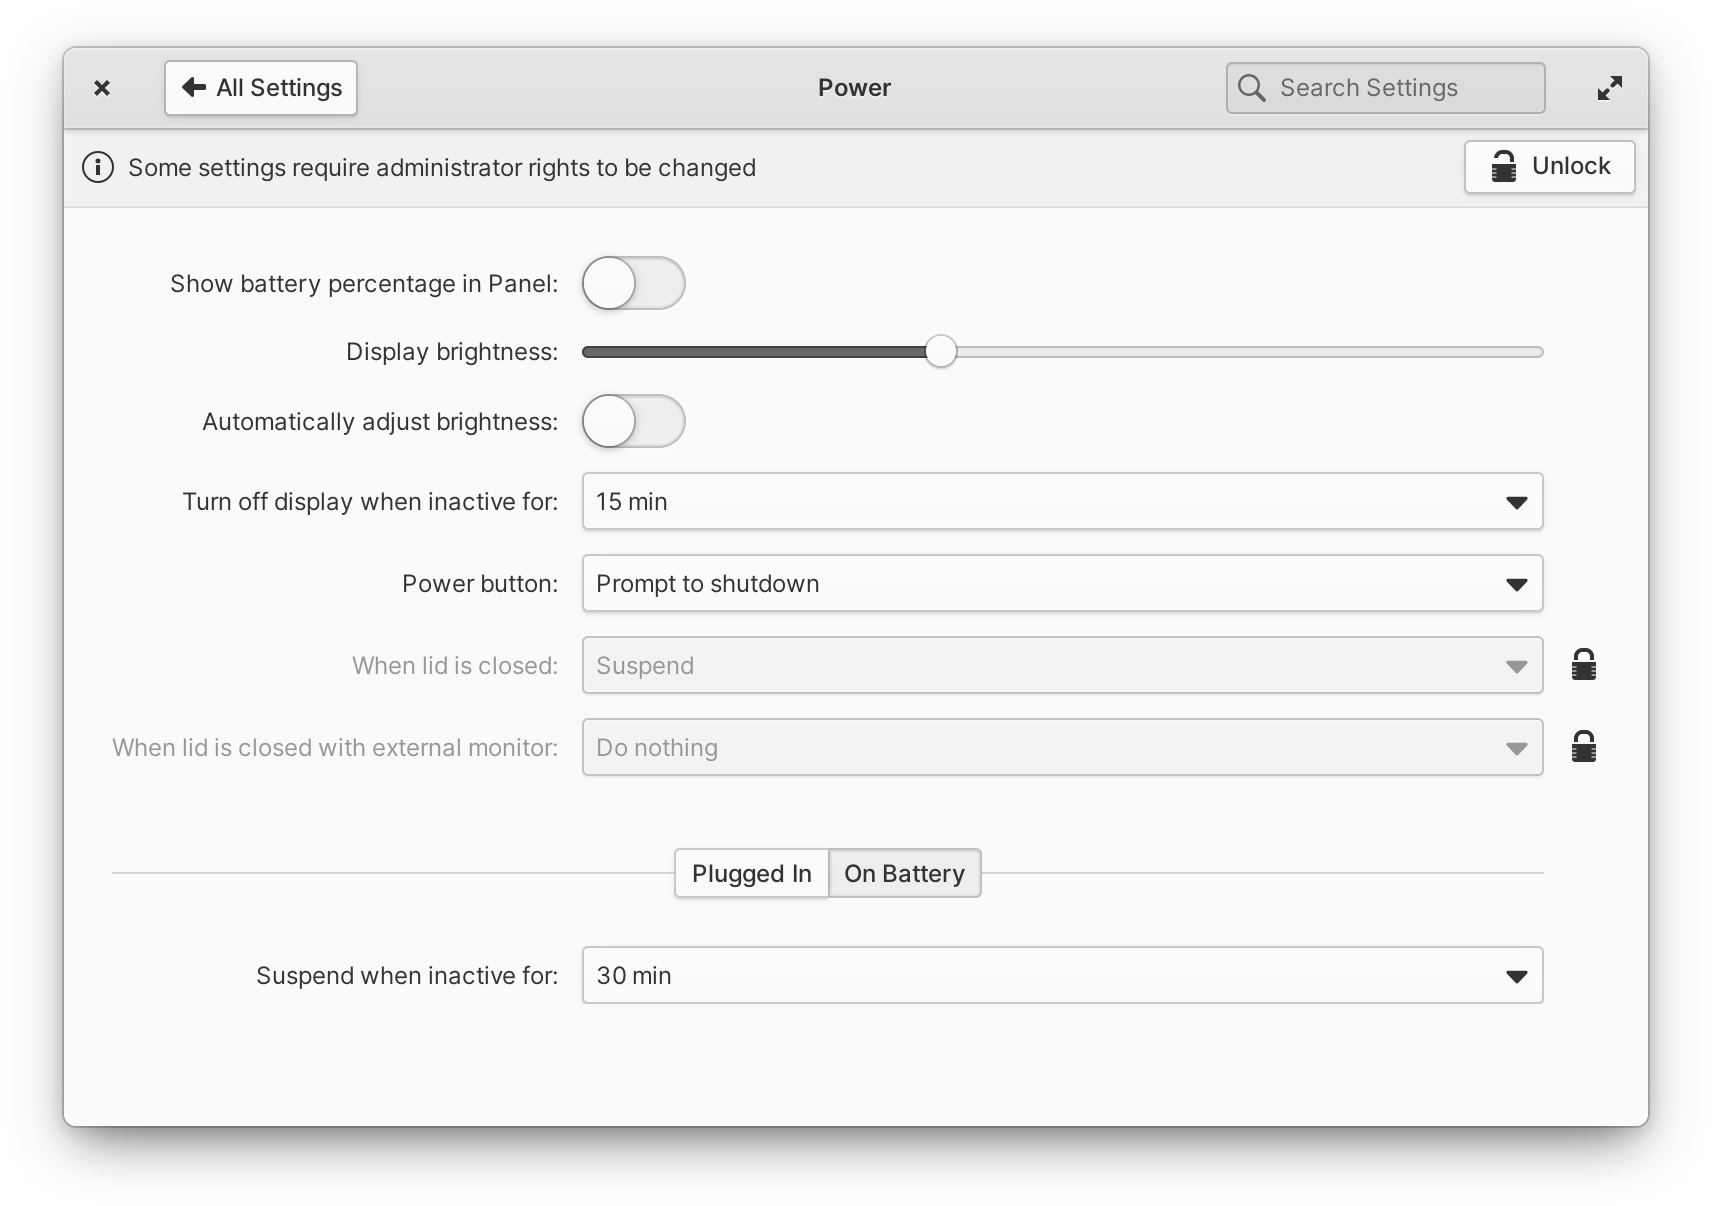 All Settings
Power
Search Settings
Some settings require administrator rights to be changed
Unlock
Show battery percentage in Panel:
Display brightness:
Automatically adjust brightness:
Turn off display when inactive for:
15 min
Power button:
Prompt to shutdown
When lid is closed:
Suspend
When lid is closed with external monitor:
Do nothing
Plugged In
On Battery
Suspend when inactive for:
30 min